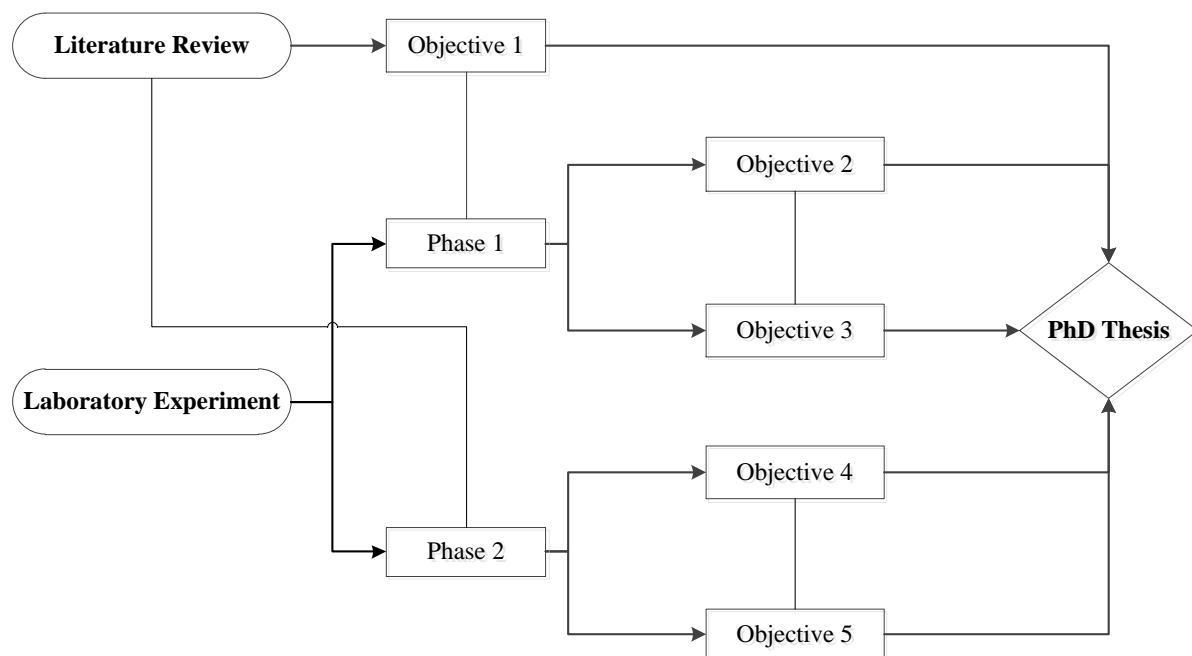 Literature Review
Objective 1
Objective 2
Phase 1
Objective 3
PhD Thesis
Laboratory Experiment
Objective 4
Phase 2
Objective 5